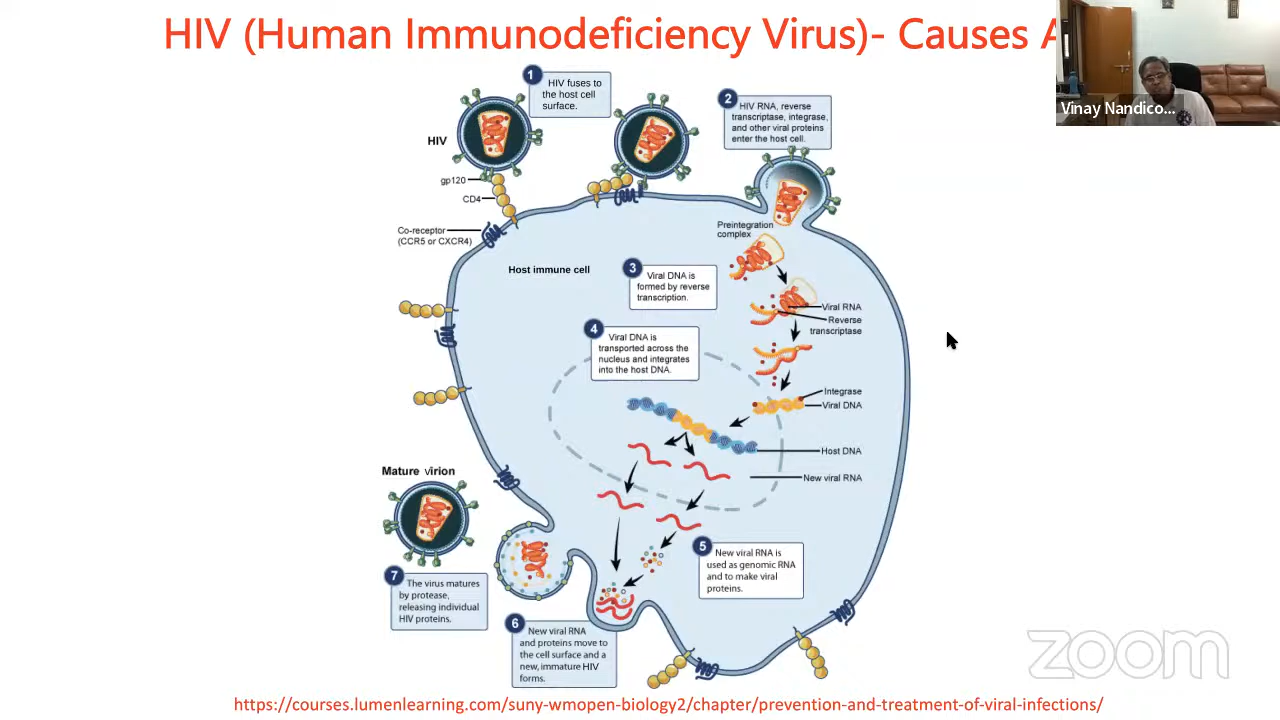 HIV (Human Immunodeficiency Virus)- Causes A
Vinay Nandico...
1
HIV fuses to
the host cell
surface.
2
HIV RNA, reverse
transcriptase, integrase,
and other viral proteins
enter the host cell.
HIV
gp120
CD4
Co-receptor
(CCR5 or CXCR4)
Preintegration
complex
Host immune cell
3
Viral DNA is
formed by reverse
transcription.
Viral RNA
Reverse
transcriptase
4
Viral DNA is
transported across the
nucleus and integrates
into the host DNA.
Integrase
Viral DNA
Host DNA
New viral RNA
Mature virion
5
New viral RNA is
used as genomic RNA
and to make viral
proteins.
7
The virus matures
by protease,
releasing individual
HIV proteins.
6
New viral RNA
and proteins move to
the cell surface and a
new, immature HIV
forms.
zoom
https://courses.lumenlearning.com/suny-wmopen-biology2/chapter/prevention-and-treatment-of-viral-infections/